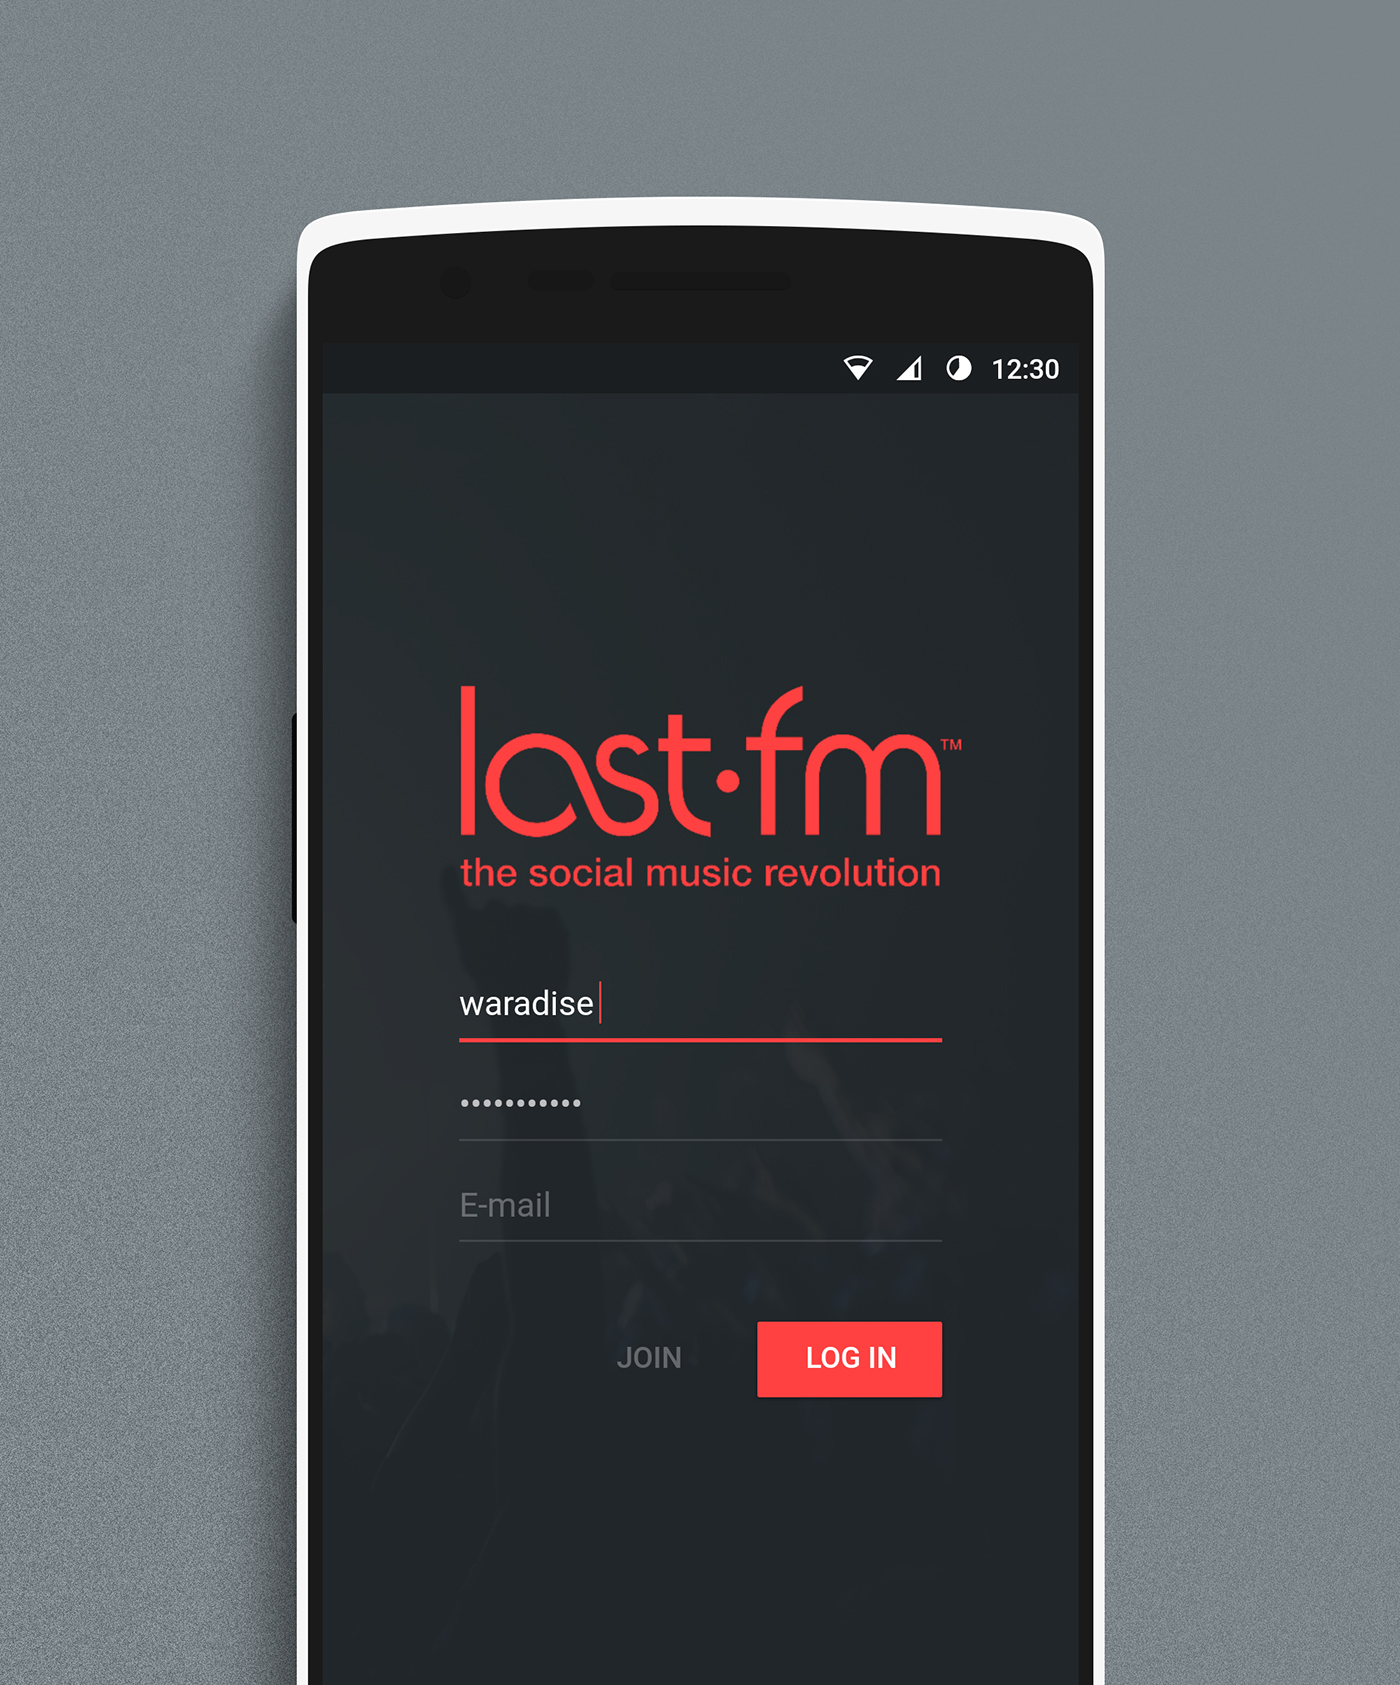 12:30
last.fm™
the social music revolution
waradise
•••••••••••
E-mail
JOIN LOG IN